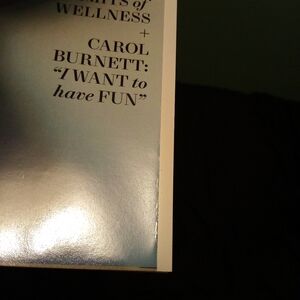 of
WELLNESS
+
CAROL
BURNETT:
"I WANT to
have FUN"